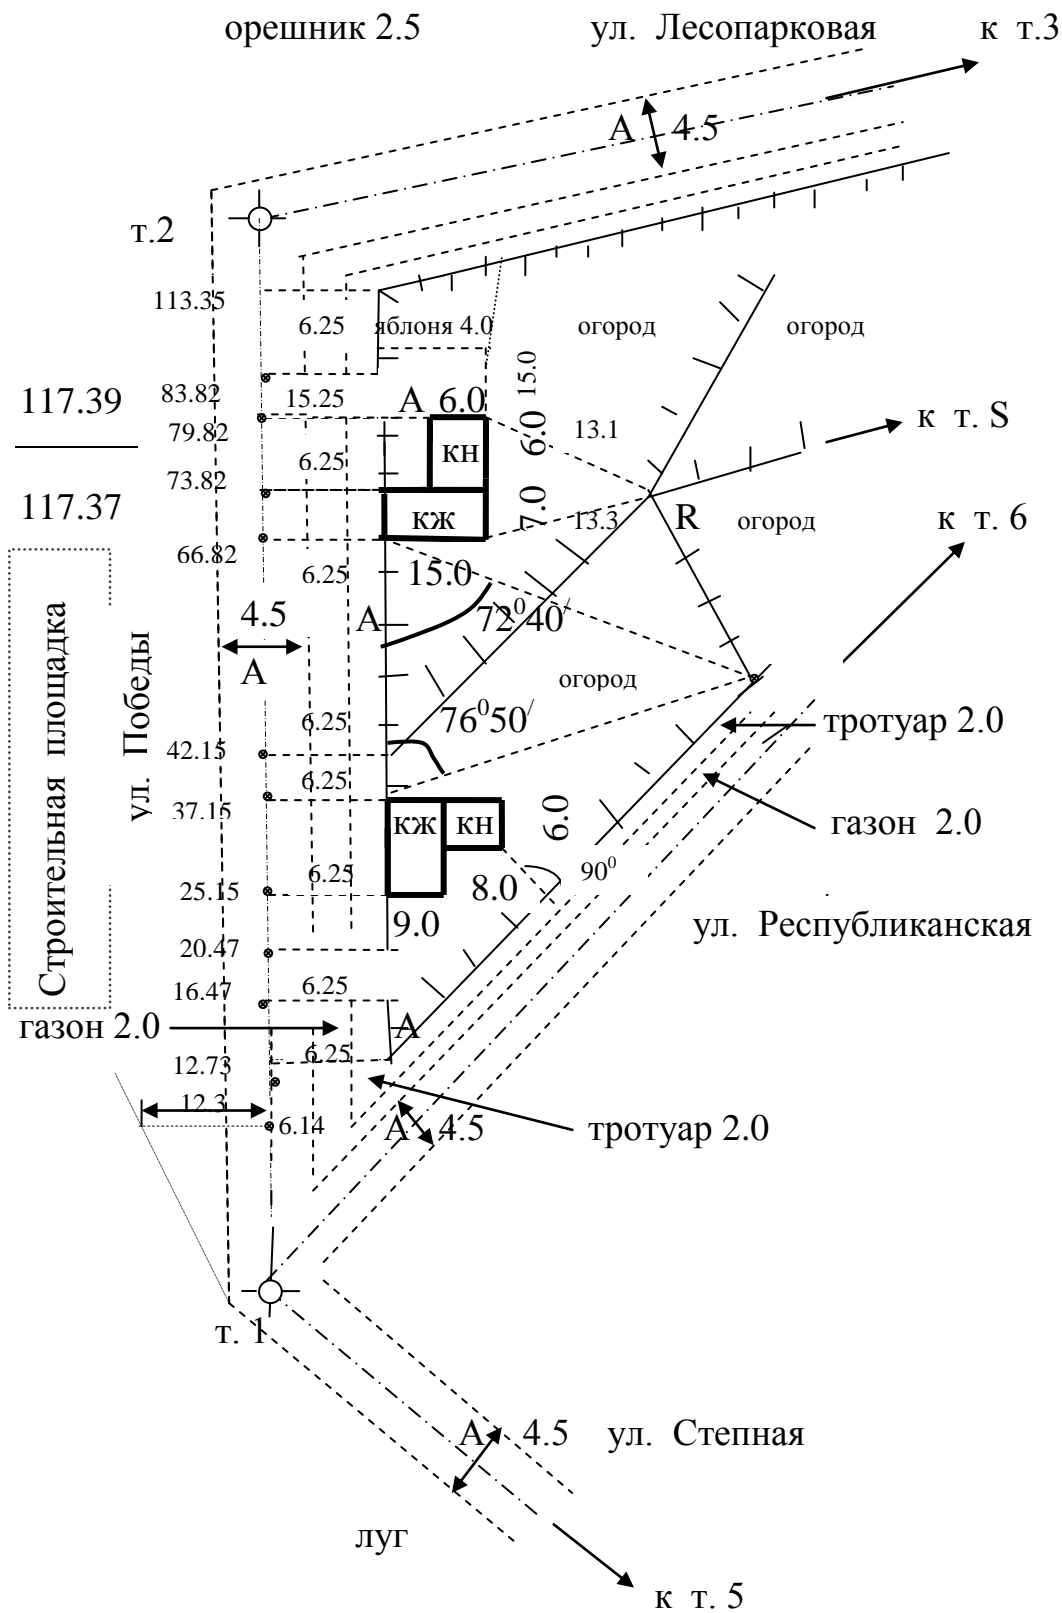 орешник 2.5
ул. Лесопарковая
к т.3
А 4.5
т.2
113.35
6.25
яблоня 4.0
огород
огород
83.82
15.25
А 6.0
15.0
117.39
79.82
6.0
13.1
к т. S
6.25
кн
73.82
117.37
7.0
13.3
R
огород
к т. 6
кж
66.82
6.25
15.0
4.5
А
72⁰40/
А
огород
Строительная площадка
ул. Победы
6.25
76⁰50/
тротуар 2.0
42.15
6.25
37.15
кж
кн
6.0
газон 2.0
6.25
25.15
8.0
90⁰
9.0
ул. Республиканская
20.47
16.47
6.25
газон 2.0
А
12.73
6.25
12.3
6.14
А 4.5
тротуар 2.0
т. 1
А 4.5
ул. Степная
луг
к т. 5